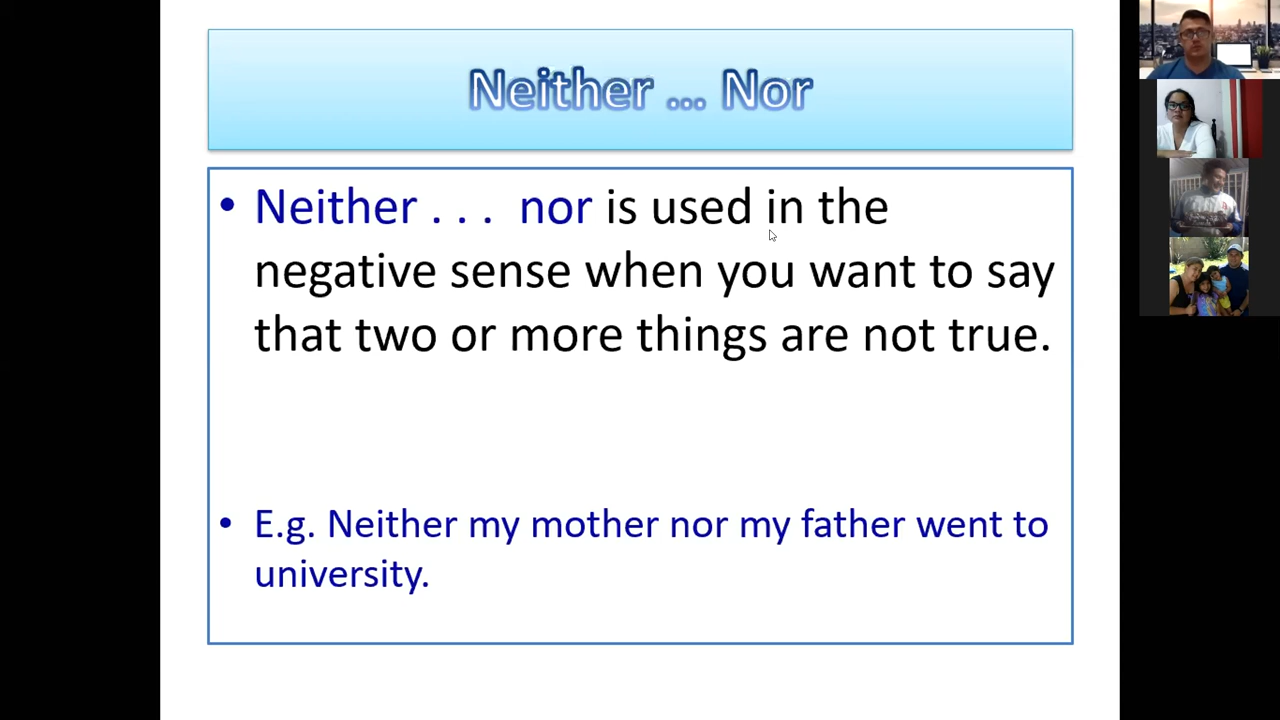 Neither ... Nor
• Neither . . . nor is used in the
negative sense when you want to say
that two or more things are not true.
• E.g. Neither my mother nor my father went to
university.